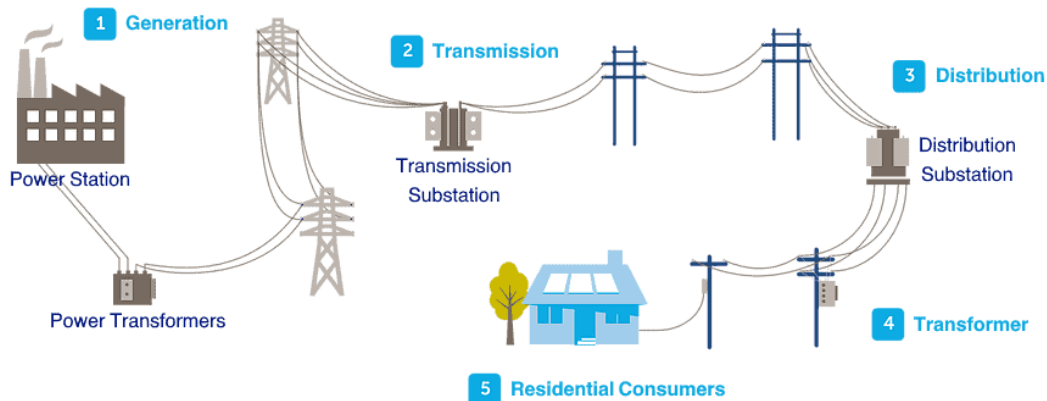 1 Generation
2 Transmission
3 Distribution
Power Station
Transmission
Substation
Distribution
Substation
Power Transformers
4 Transformer
5 Residential Consumers